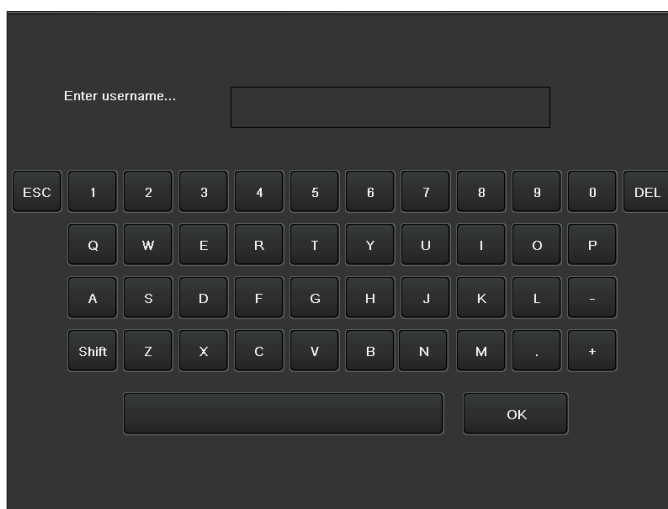 Enter username...
ESC 1 2 3 4 5 6 7 8 9 0 DEL
Q W E R T Y U I O P
A S D F G H J K L -
Shift Z X C V B N M . +
OK